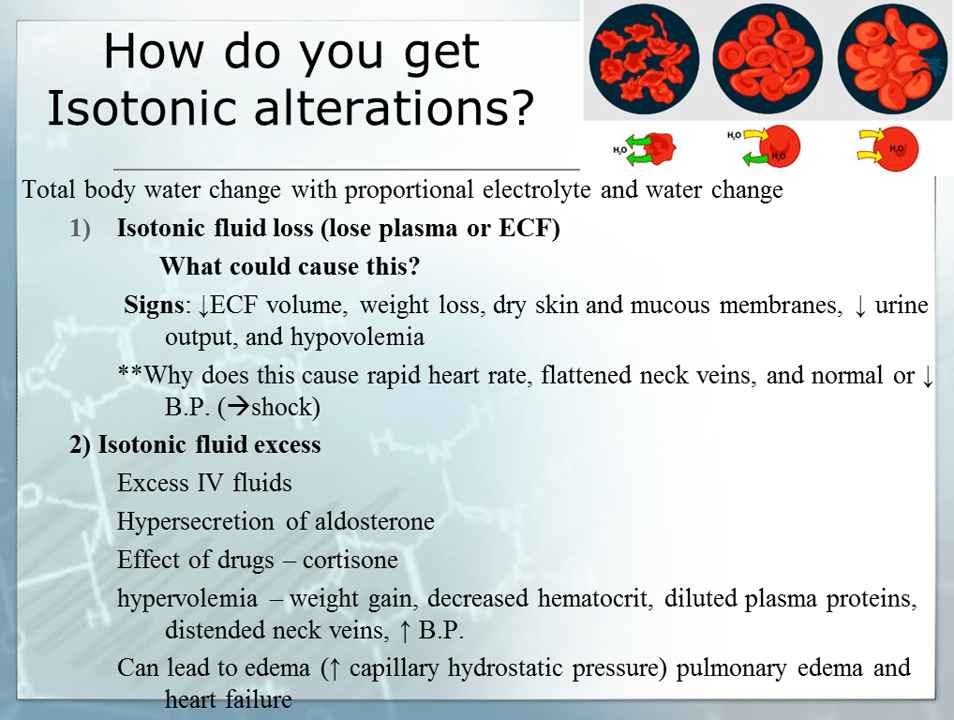 How do you get
Isotonic alterations?
H₂O
H₂O
H₂O
H₂O
Total body water change with proportional electrolyte and water change
1) Isotonic fluid loss (lose plasma or ECF)
What could cause this?
Signs: ↓ECF volume, weight loss, dry skin and mucous membranes, ↓ urine
output, and hypovolemia
**Why does this cause rapid heart rate, flattened neck veins, and normal or ↓
B.P. (→shock)
2) Isotonic fluid excess
Excess IV fluids
Hypersecretion of aldosterone
Effect of drugs – cortisone
hypervolemia – weight gain, decreased hematocrit, diluted plasma proteins,
distended neck veins, ↑ B.P.
Can lead to edema (↑ capillary hydrostatic pressure) pulmonary edema and
heart failure